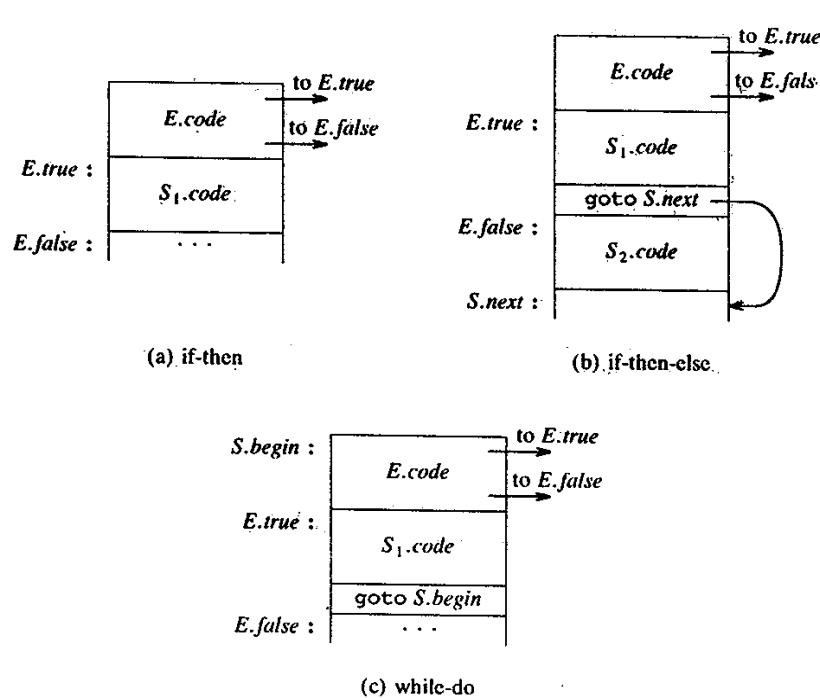 to E.true
E.code
to E.false
E.true :
S1.code
E.false :
. . .
(a) if-then
to E.true
E.code
to E.fals
E.true :
S1.code
goto S.next
E.false :
S2.code
S.next :
(b) if-then-else
S.begin :
to E.true
E.code
to E.false
E.true :
S1.code
goto S.begin
E.false :
. . .
(c) while-do